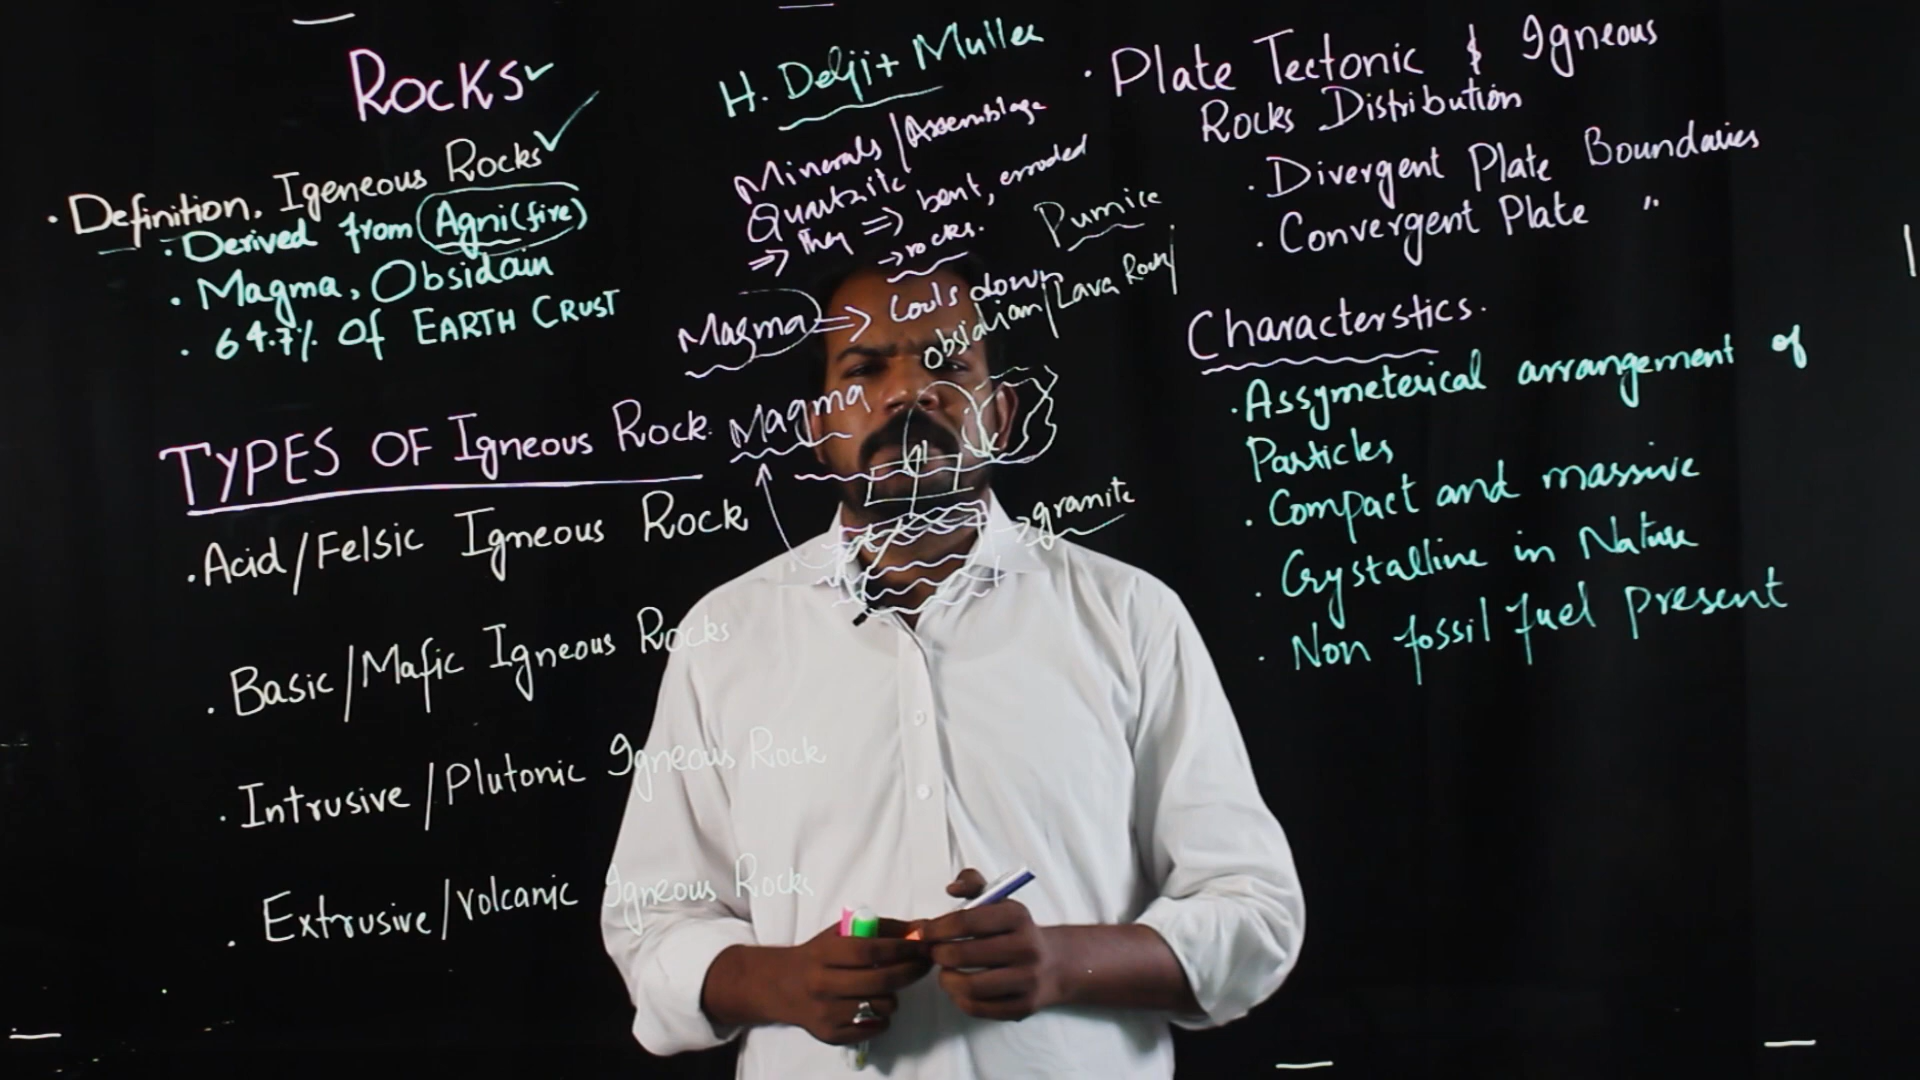 ROCKS
· Definition. Igeneous Rocks
· Derived from Agni(fire)
· Magma, Obsidain
· 64.7% Of EARTH CRUST
TYPES OF Igneous Rock.
· Acid/Felsic Igneous Rock
· Basic/Mafic Igneous Rocks
· Intrusive/Plutonic Igneous Rock
· Extrusive/Volcanic Igneous Rocks
H.
Minerals/Assemblage
Quartzite
⇒ they ⇒ bent, erroded
→ rocks.
Pumice
Magma ⇒ Cools down
Obsidian/Lava Rock/
Magma
granite
· Plate Tectonic & Igneous
Rocks Distribution
· Divergent Plate Boundaries
· Convergent Plate "
Characterstics.
· Assymeterical arrangement of
Particles
· Compact and massive
· Crystalline in Nature
· Non fossil fuel present